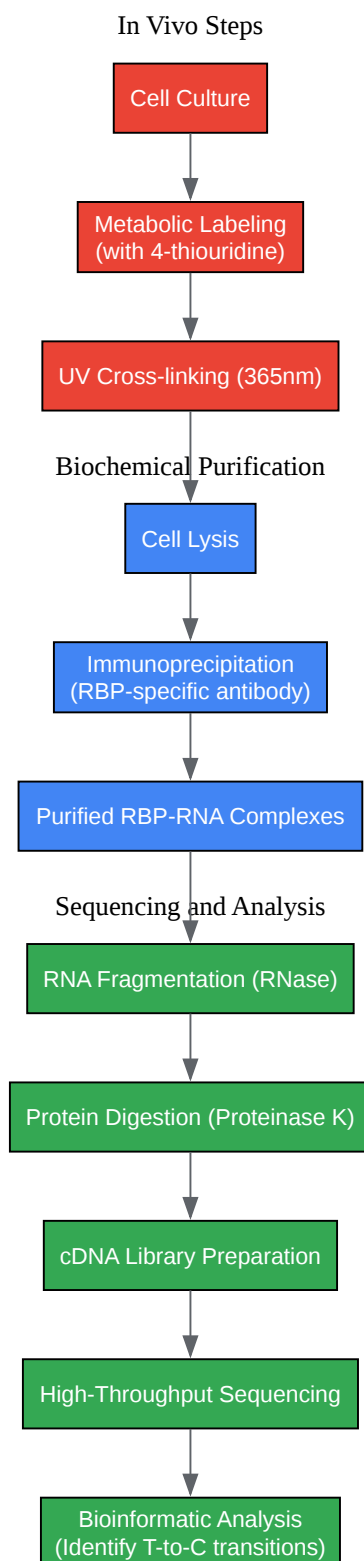 In Vivo Steps
Cell Culture
Metabolic Labeling
(with 4-thiouridine)
UV Cross-linking (365nm)
Biochemical Purification
Cell Lysis
Immunoprecipitation
(RBP-specific antibody)
Purified RBP-RNA Complexes
Sequencing and Analysis
RNA Fragmentation (RNase)
Protein Digestion (Proteinase K)
cDNA Library Preparation
High-Throughput Sequencing
Bioinformatic Analysis
(Identify T-to-C transitions)